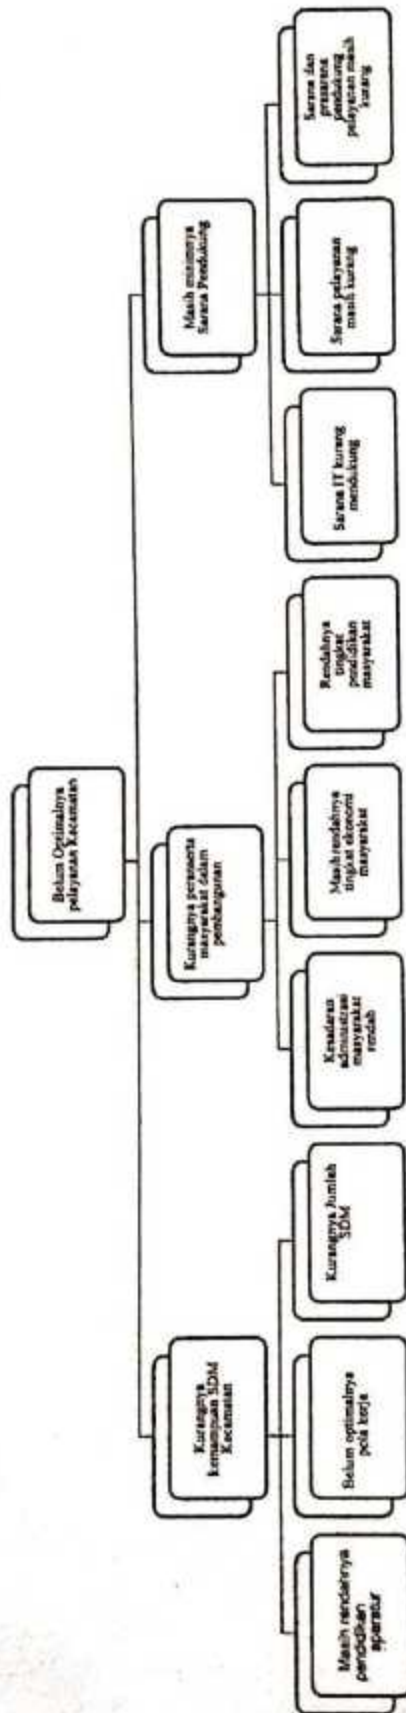 Belum Optimalnya
pelayanan Kecamatan
Kurangnya
kemampuan SDM
Kecamatan
Kurangnya peranserta
masyarakat dalam
pembangunan
Masih minimnya
Sarana Pendukung
Masih rendahnya
pendidikan
aparatur
Belum optimalnya
pola kerja
Kurangnya Jumlah
SDM
Kesadaran
administrasi
masyarakat
rendah
Masih rendahnya
tingkat ekonomi
masyarakat
Rendahnya
tingkat
pendidikan
masyarakat
Sarana IT kurang
mendukung
Sarana pelayanan
masih kurang
Sarana dan
prasarana
pendukung
pelayanan masih
kurang